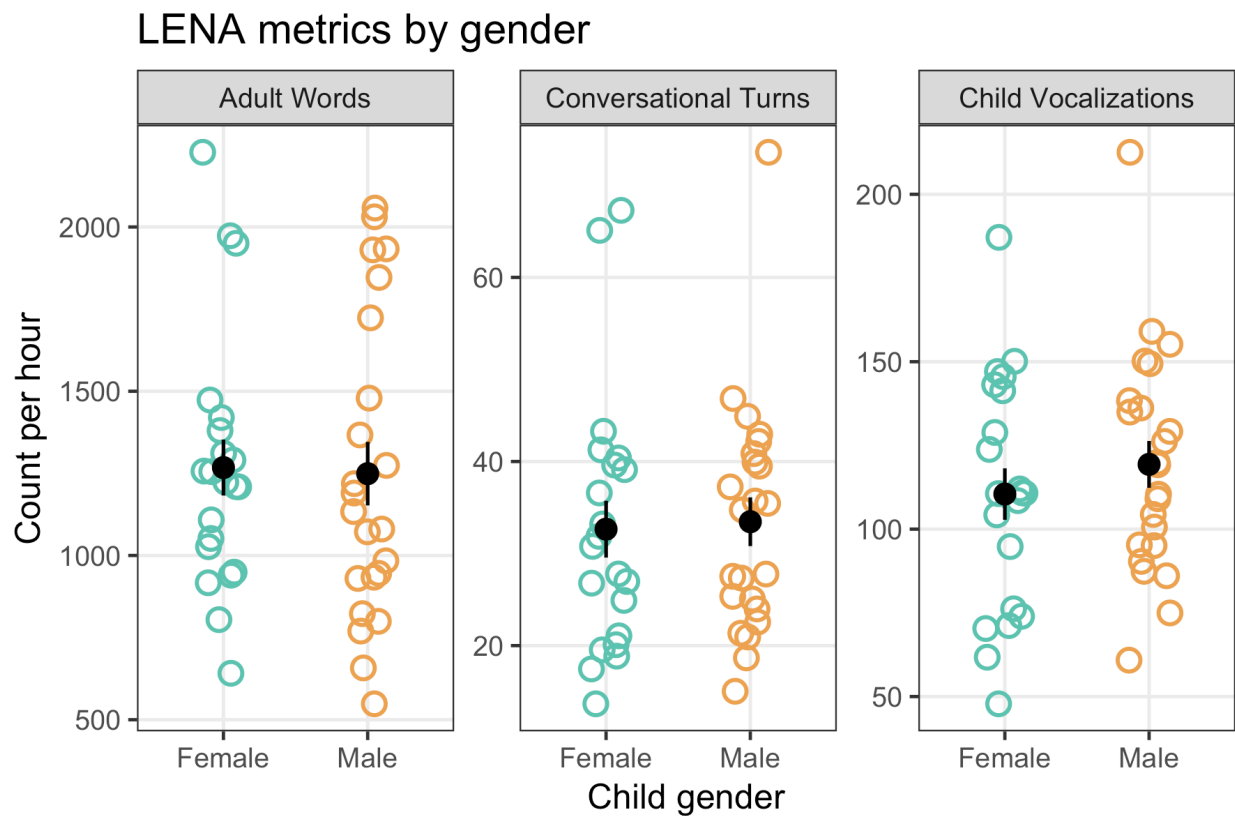 LENA metrics by gender
Adult Words
Conversational Turns
Child Vocalizations
Count per hour
2000
1500
1000
500
60
40
20
200
150
100
50
Female
Male
Female
Male
Female
Male
Child gender